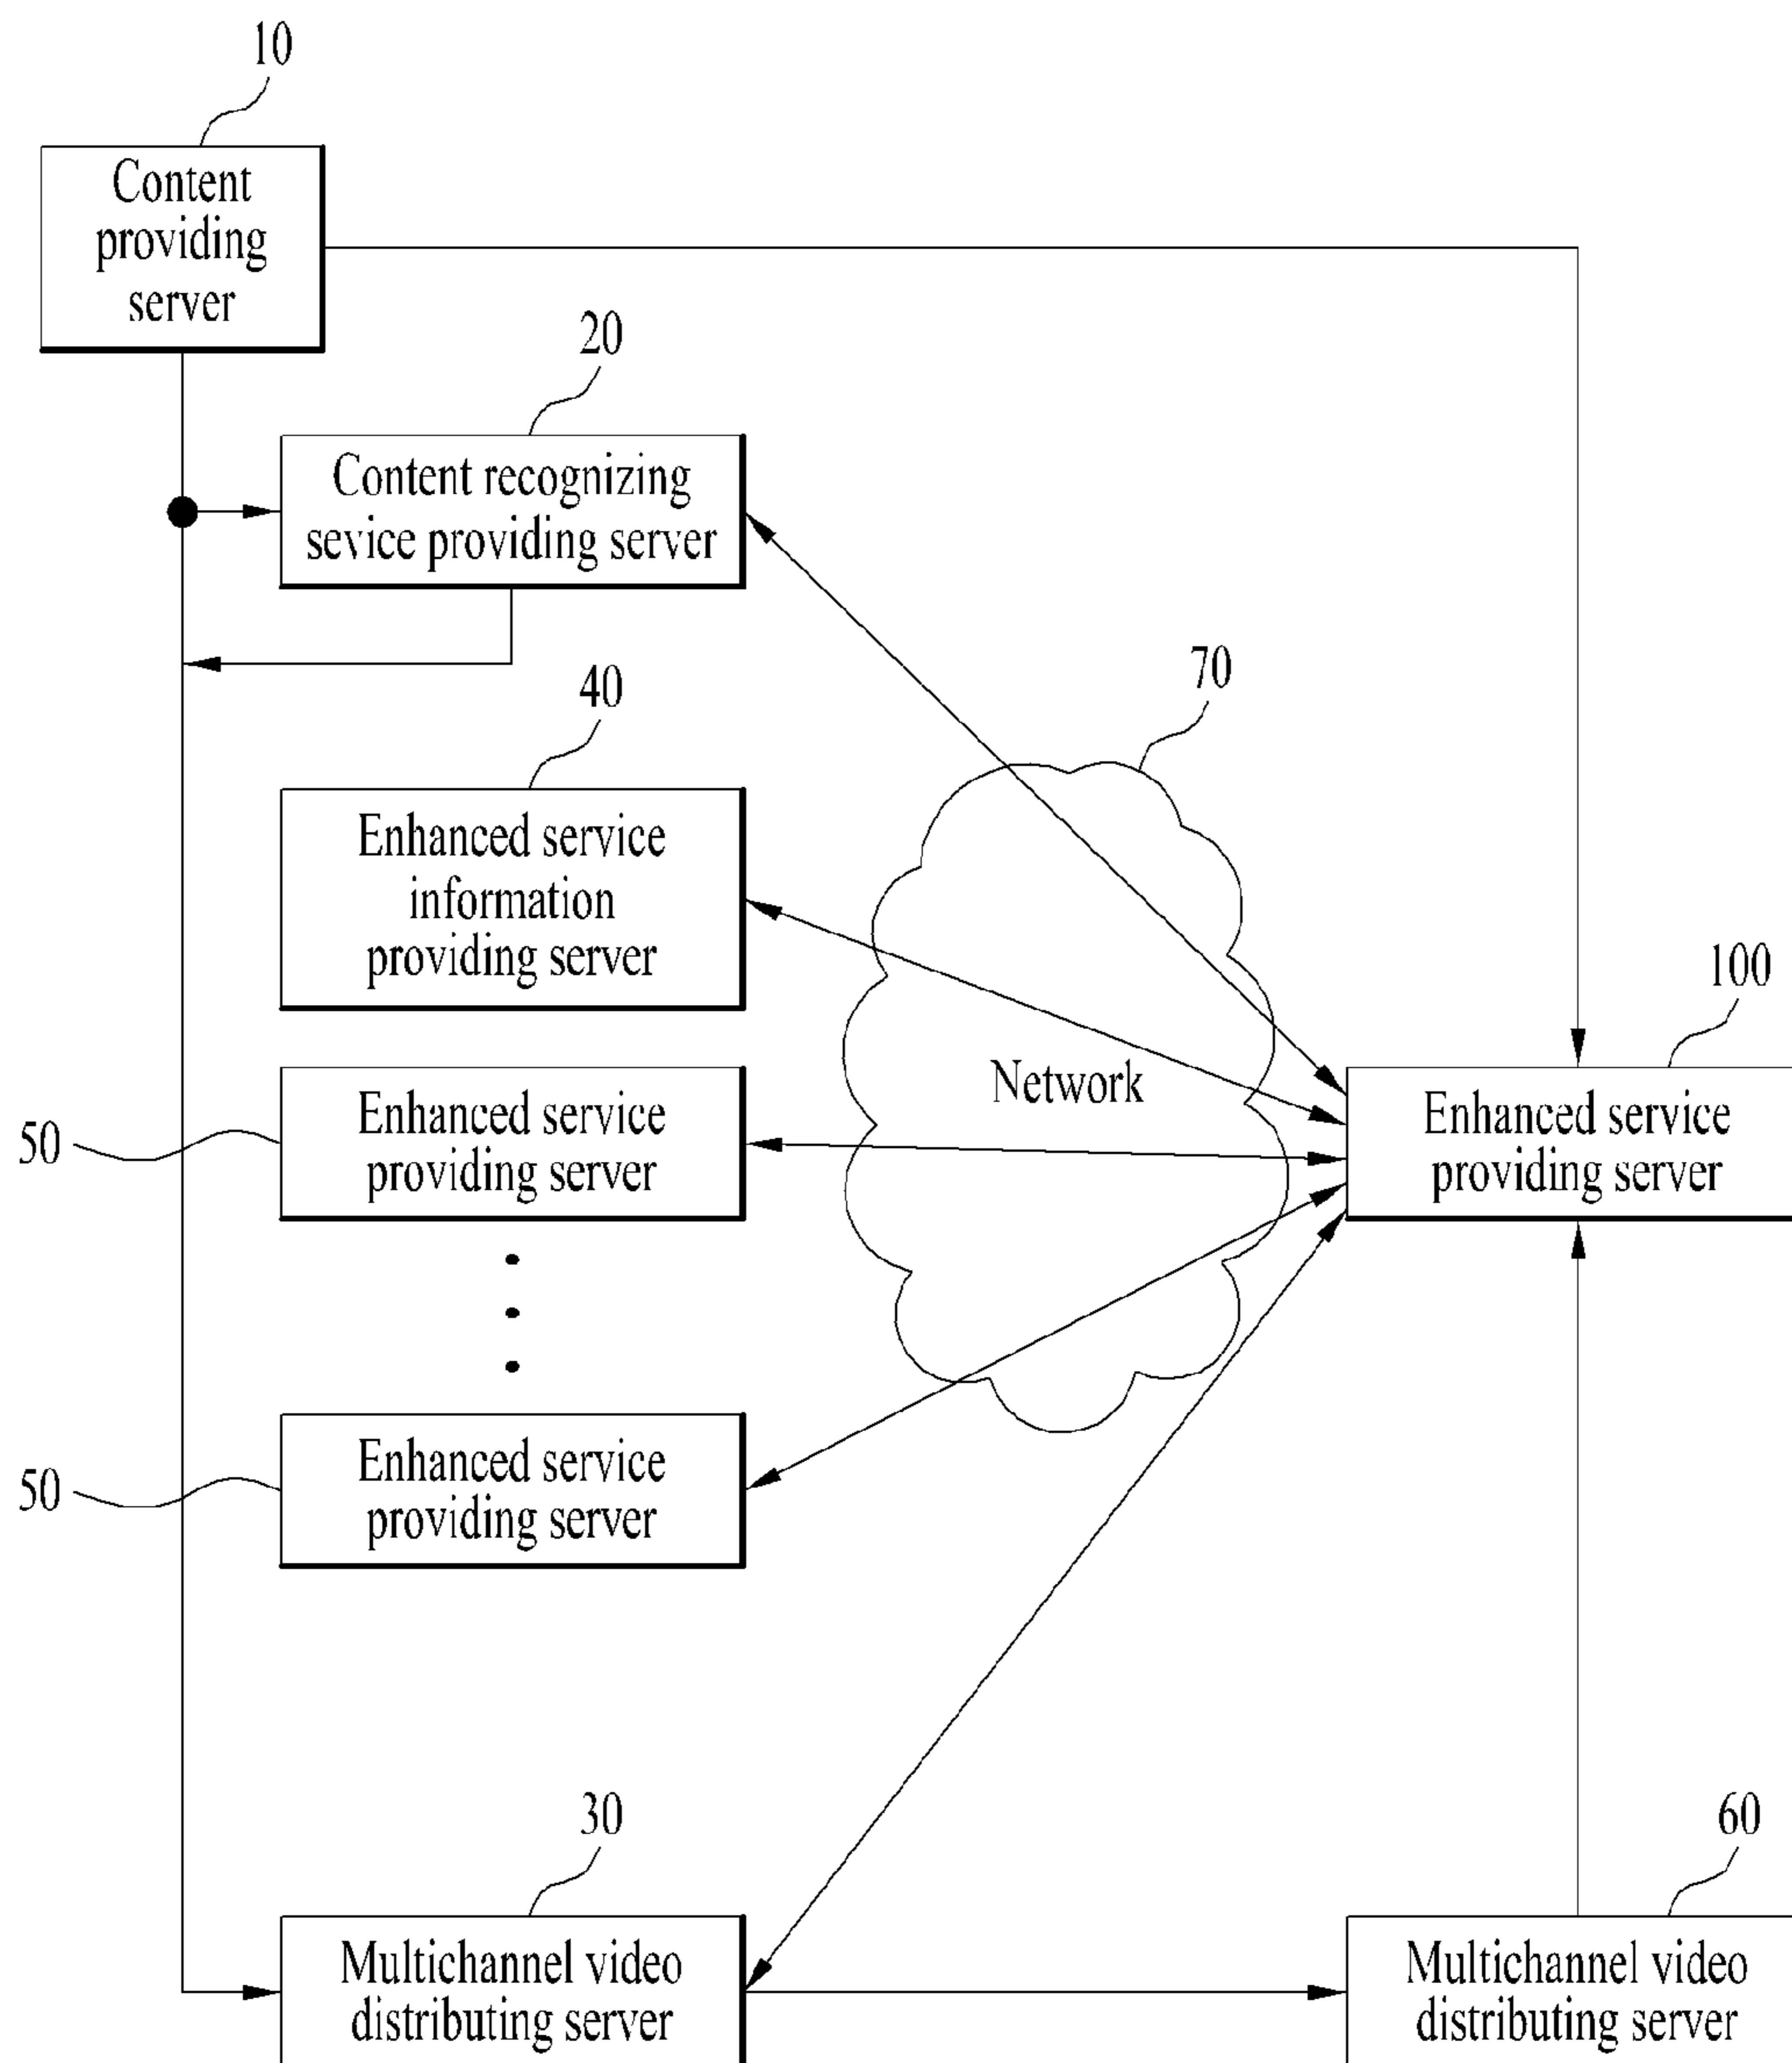 10
Content
providing
server
20
Content recognizing
sevice providing server
40
70
Enhanced service
information
providing server
100
Network
50
Enhanced service
providing server
Enhanced service
providing server
50
Enhanced service
providing server
30
60
Multichannel video
distributing server
Multichannel video
distributing server